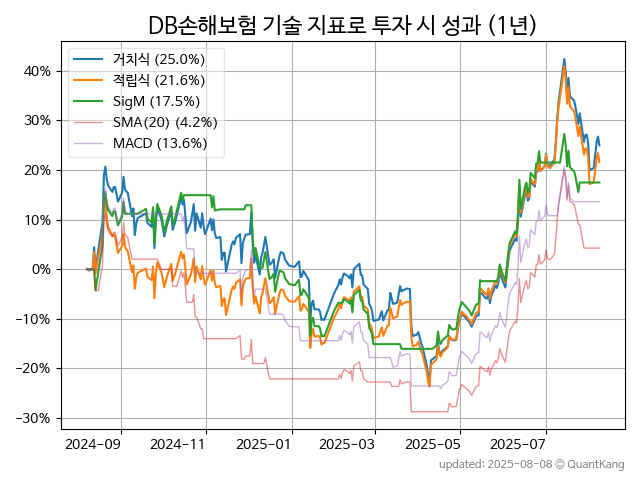 DB손해보험 기술 지표로 투자 시 성과 (1년)
거치식 (25.0%)
적립식 (21.6%)
SigM (17.5%)
SMA(20) (4.2%)
MACD (13.6%)
40%
30%
20%
10%
0%
−10%
−20%
−30%
2024-09 2024-11 2025-01 2025-03 2025-05 2025-07
updated: 2025-08-08 © QuantKang